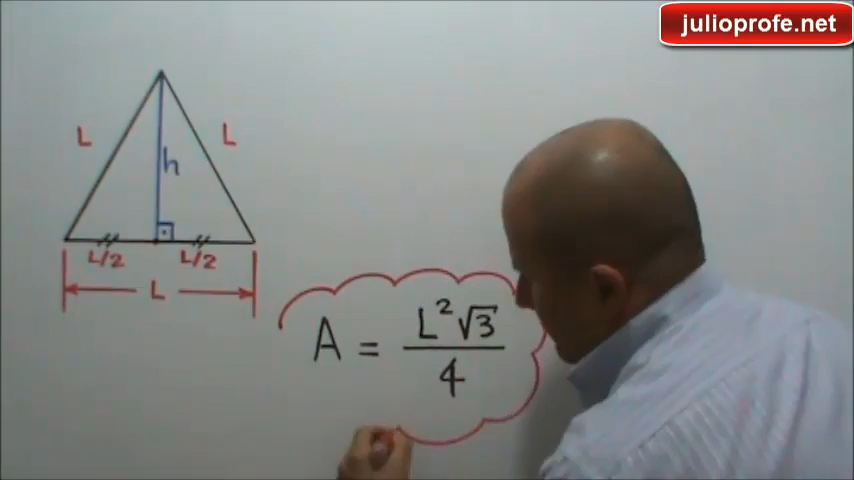 julioprofe.net
L
L
h
L/2
L/2
L
A = L²√3/4